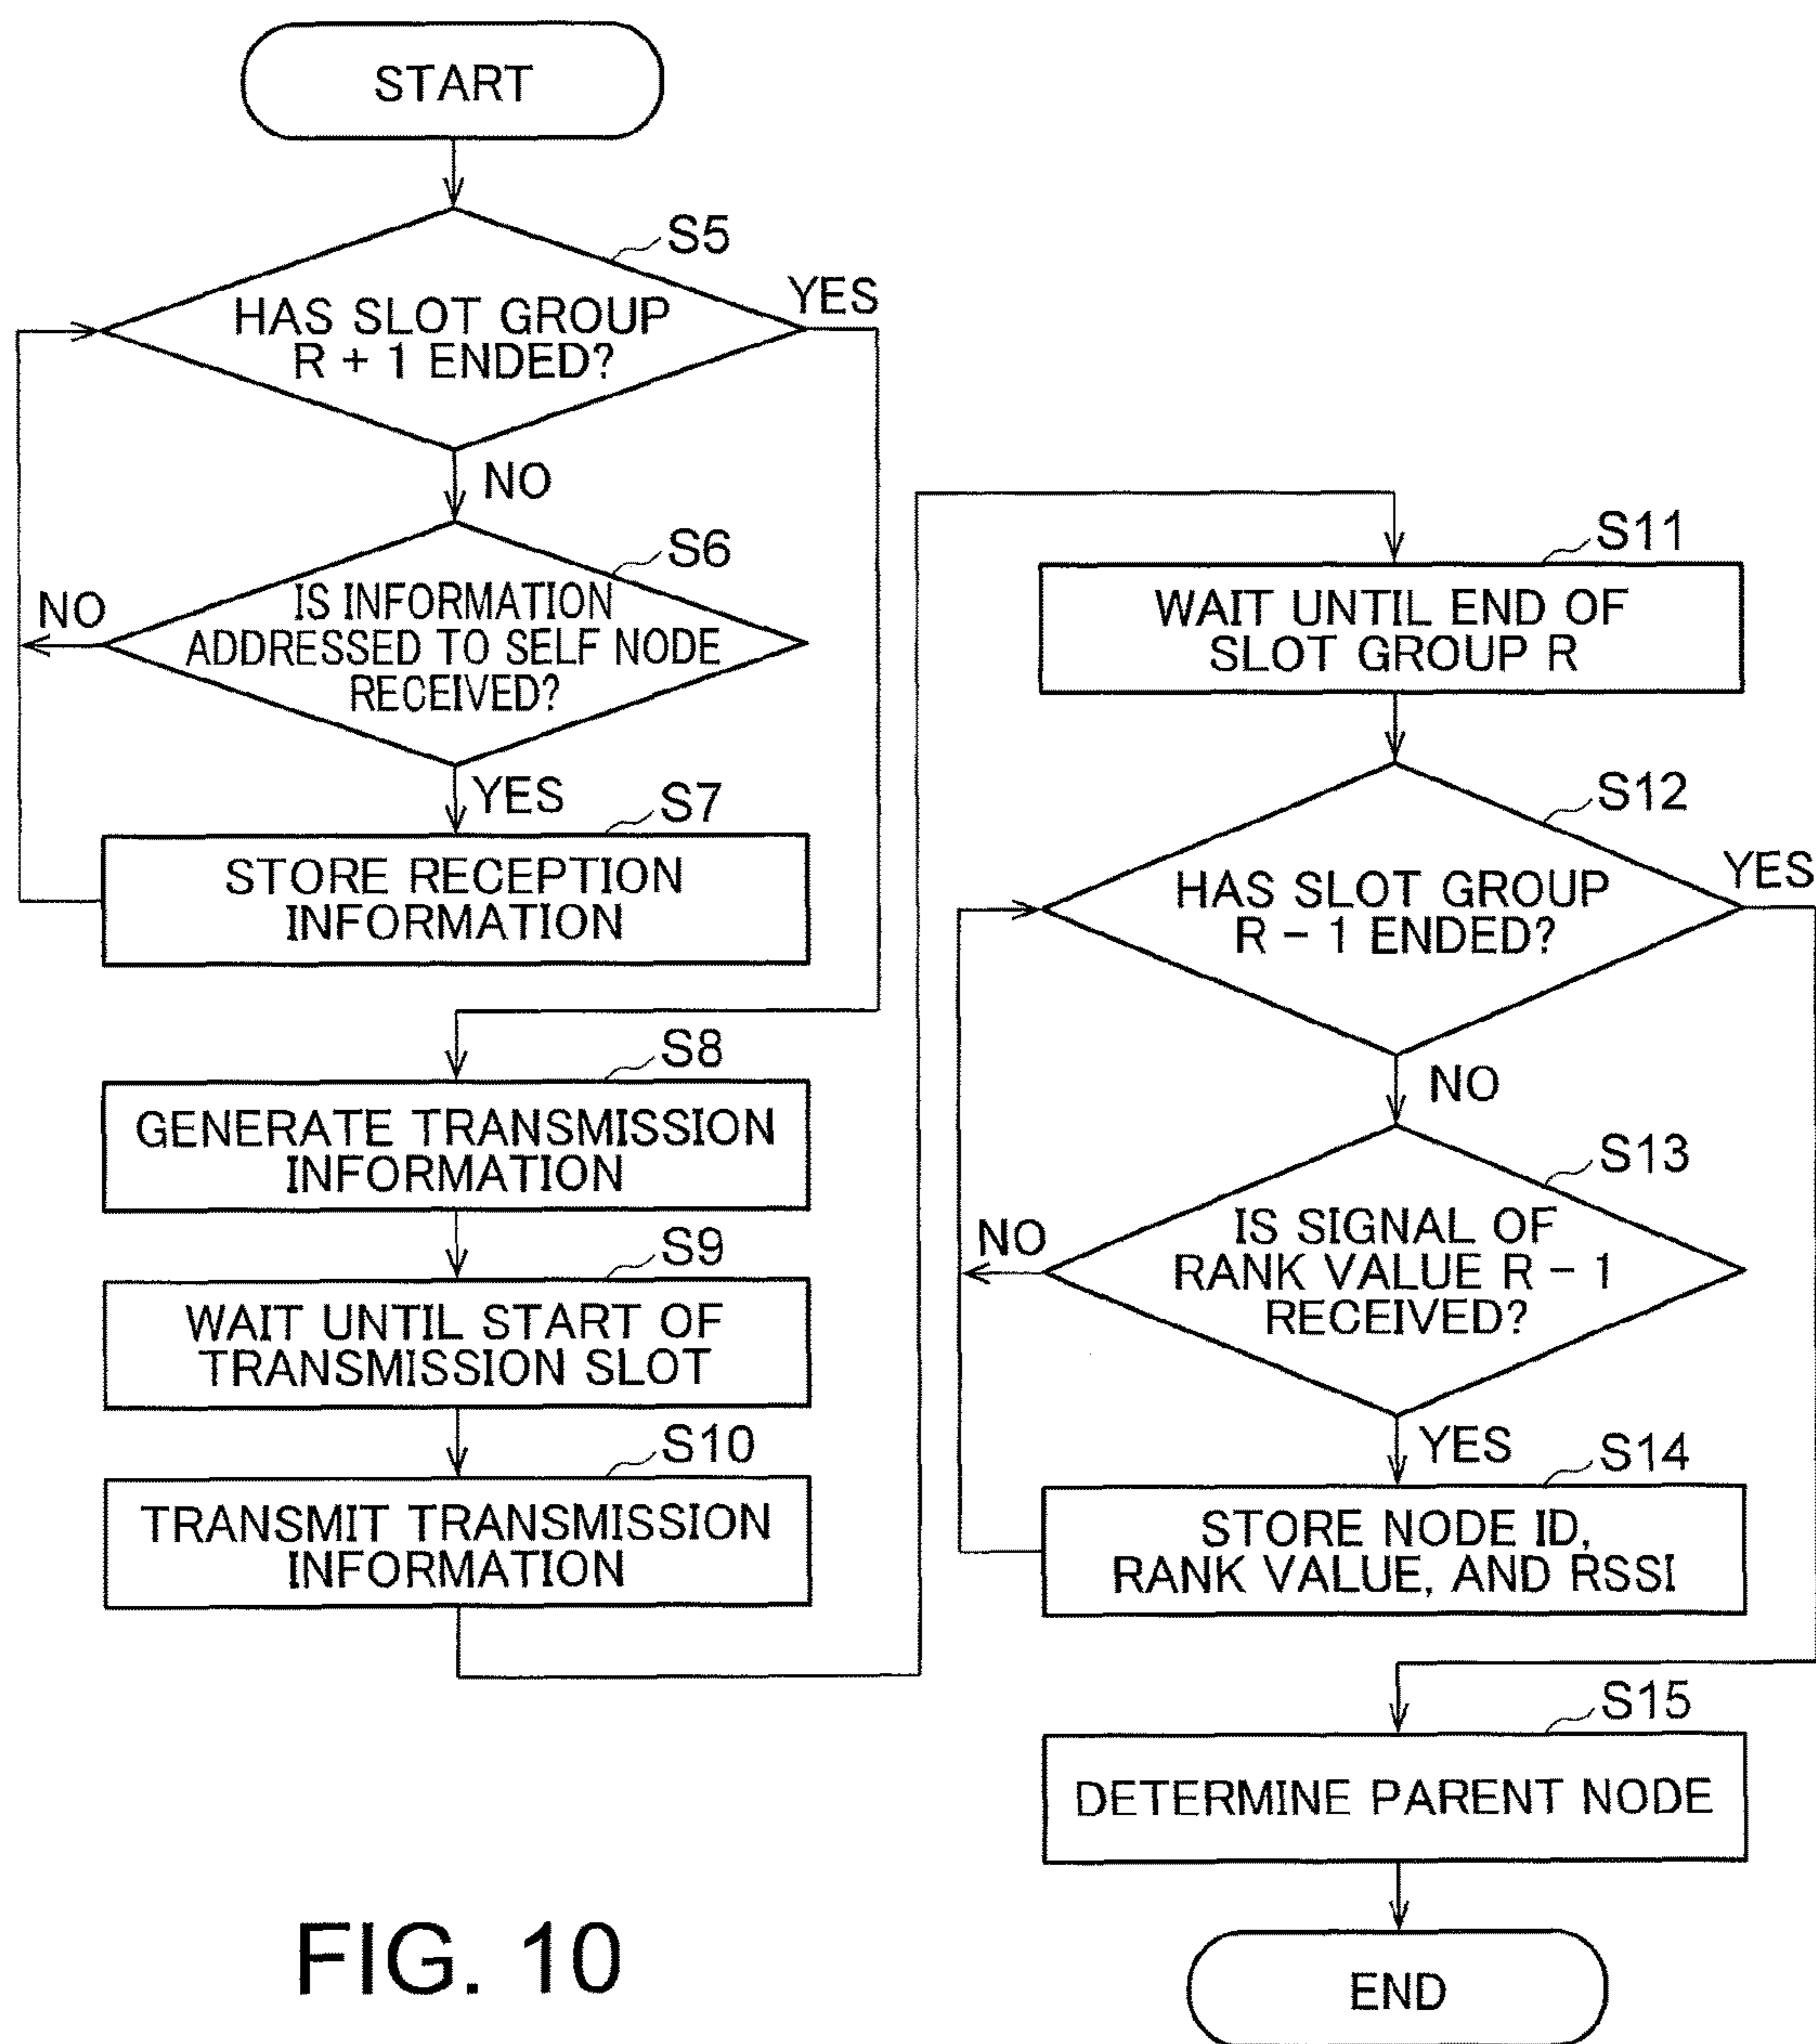 START
S5
YES
HAS SLOT GROUP
R + 1 ENDED?
NO
S6
NO
IS INFORMATION
ADDRESSED TO SELF NODE
RECEIVED?
YES
S7
STORE RECEPTION
INFORMATION
S8
GENERATE TRANSMISSION
INFORMATION
S9
WAIT UNTIL START OF
TRANSMISSION SLOT
S10
TRANSMIT TRANSMISSION
INFORMATION
S11
WAIT UNTIL END OF
SLOT GROUP R
S12
YES
HAS SLOT GROUP
R - 1 ENDED?
NO
S13
NO
IS SIGNAL OF
RANK VALUE R - 1
RECEIVED?
YES
S14
STORE NODE ID,
RANK VALUE, AND RSSI
S15
DETERMINE PARENT NODE
END
FIG. 10